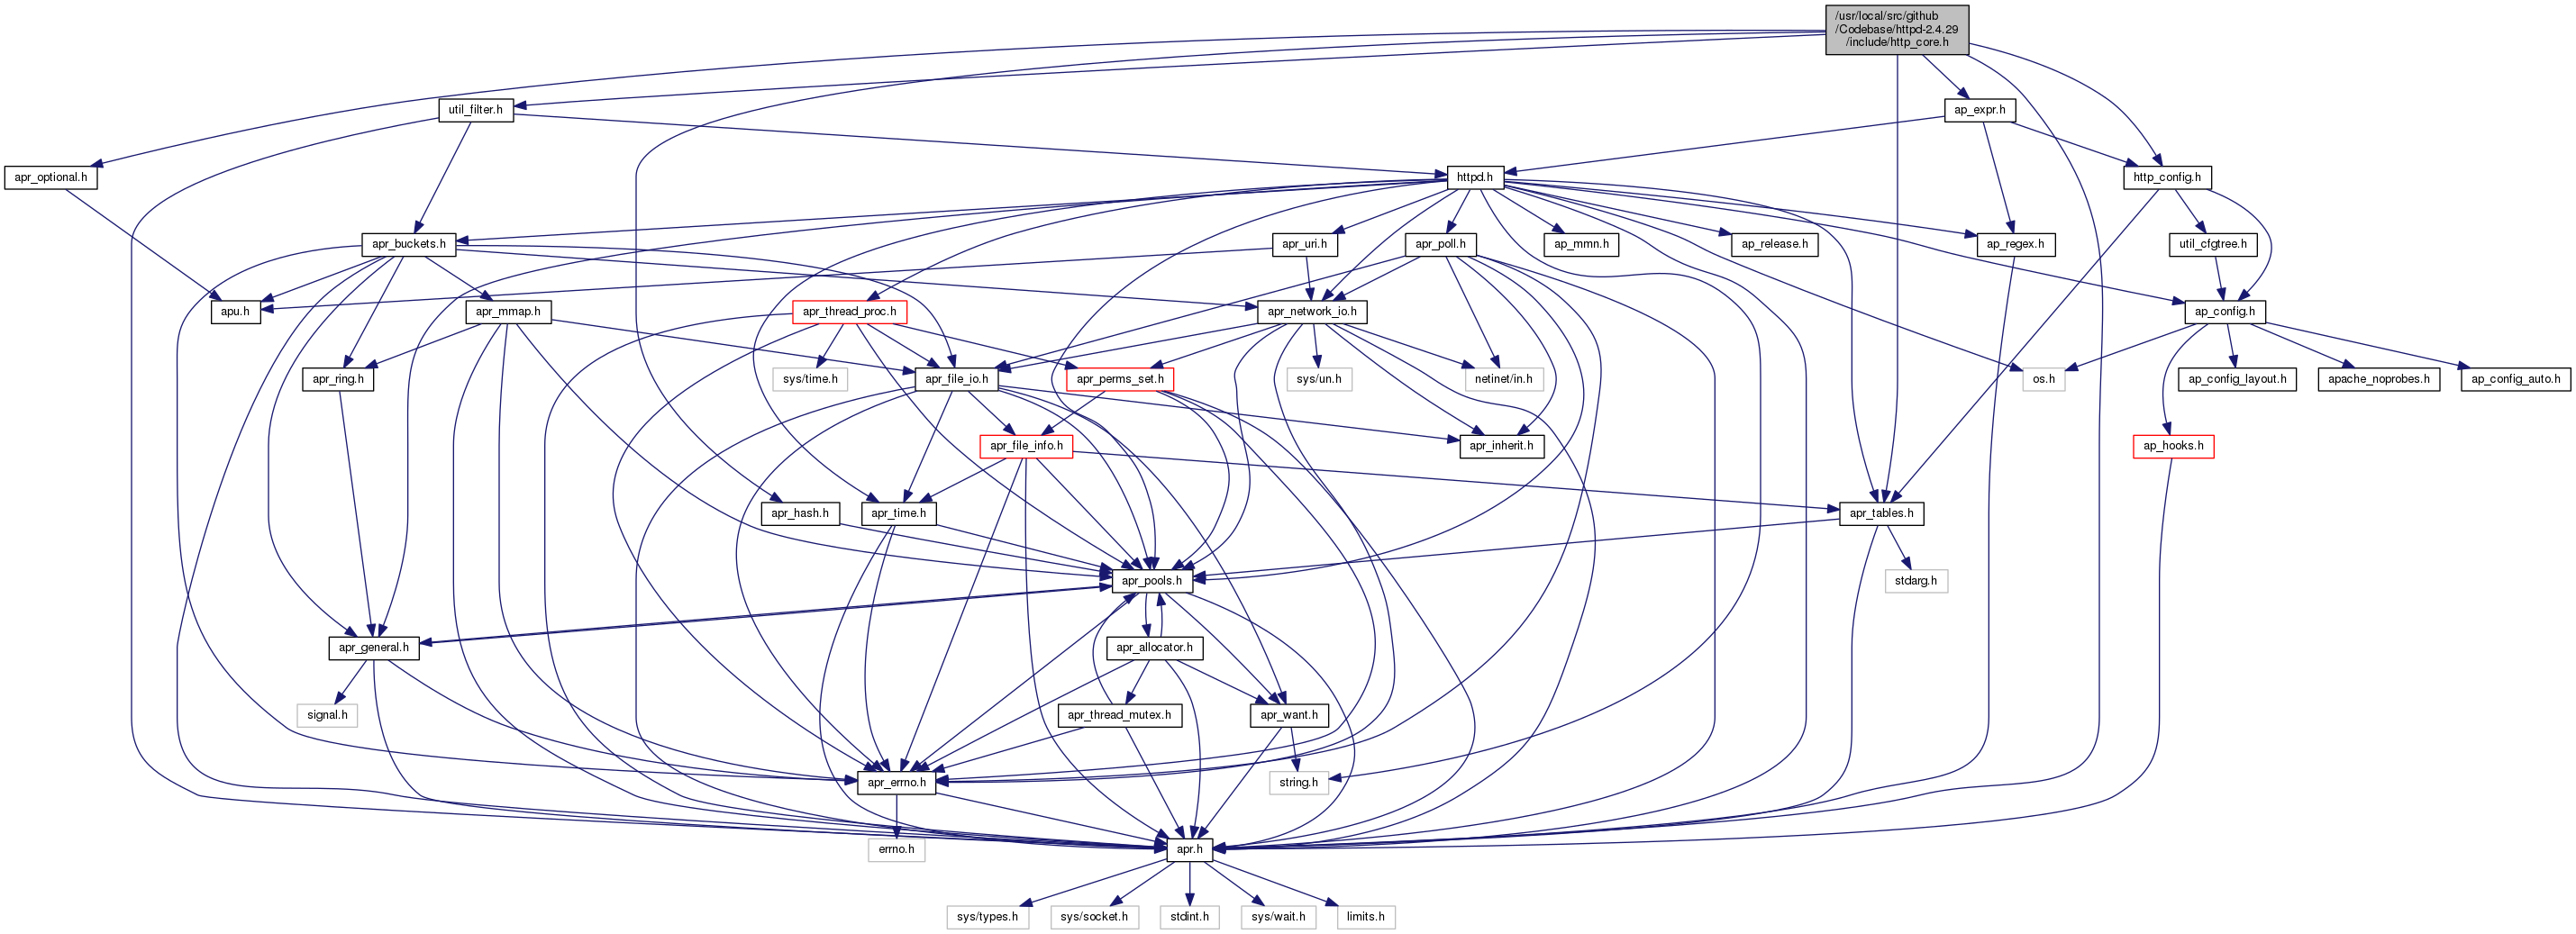 /usr/local/src/github
/Codebase/httpd-2.4.29
/include/http_core.h
util_filter.h
ap_expr.h
apr_optional.h
httpd.h
http_config.h
apr_buckets.h
apr_uri.h
apr_poll.h
ap_mmn.h
ap_release.h
ap_regex.h
util_cfgtree.h
apu.h
apr_mmap.h
apr_thread_proc.h
apr_network_io.h
ap_config.h
apr_ring.h
sys/time.h
apr_file_io.h
apr_perms_set.h
sys/un.h
netinet/in.h
os.h
ap_config_layout.h
apache_noprobes.h
ap_config_auto.h
apr_file_info.h
apr_inherit.h
ap_hooks.h
apr_hash.h
apr_time.h
apr_tables.h
apr_pools.h
stdarg.h
apr_general.h
apr_allocator.h
signal.h
apr_thread_mutex.h
apr_want.h
apr_errno.h
string.h
errno.h
apr.h
sys/types.h
sys/socket.h
stdint.h
sys/wait.h
limits.h